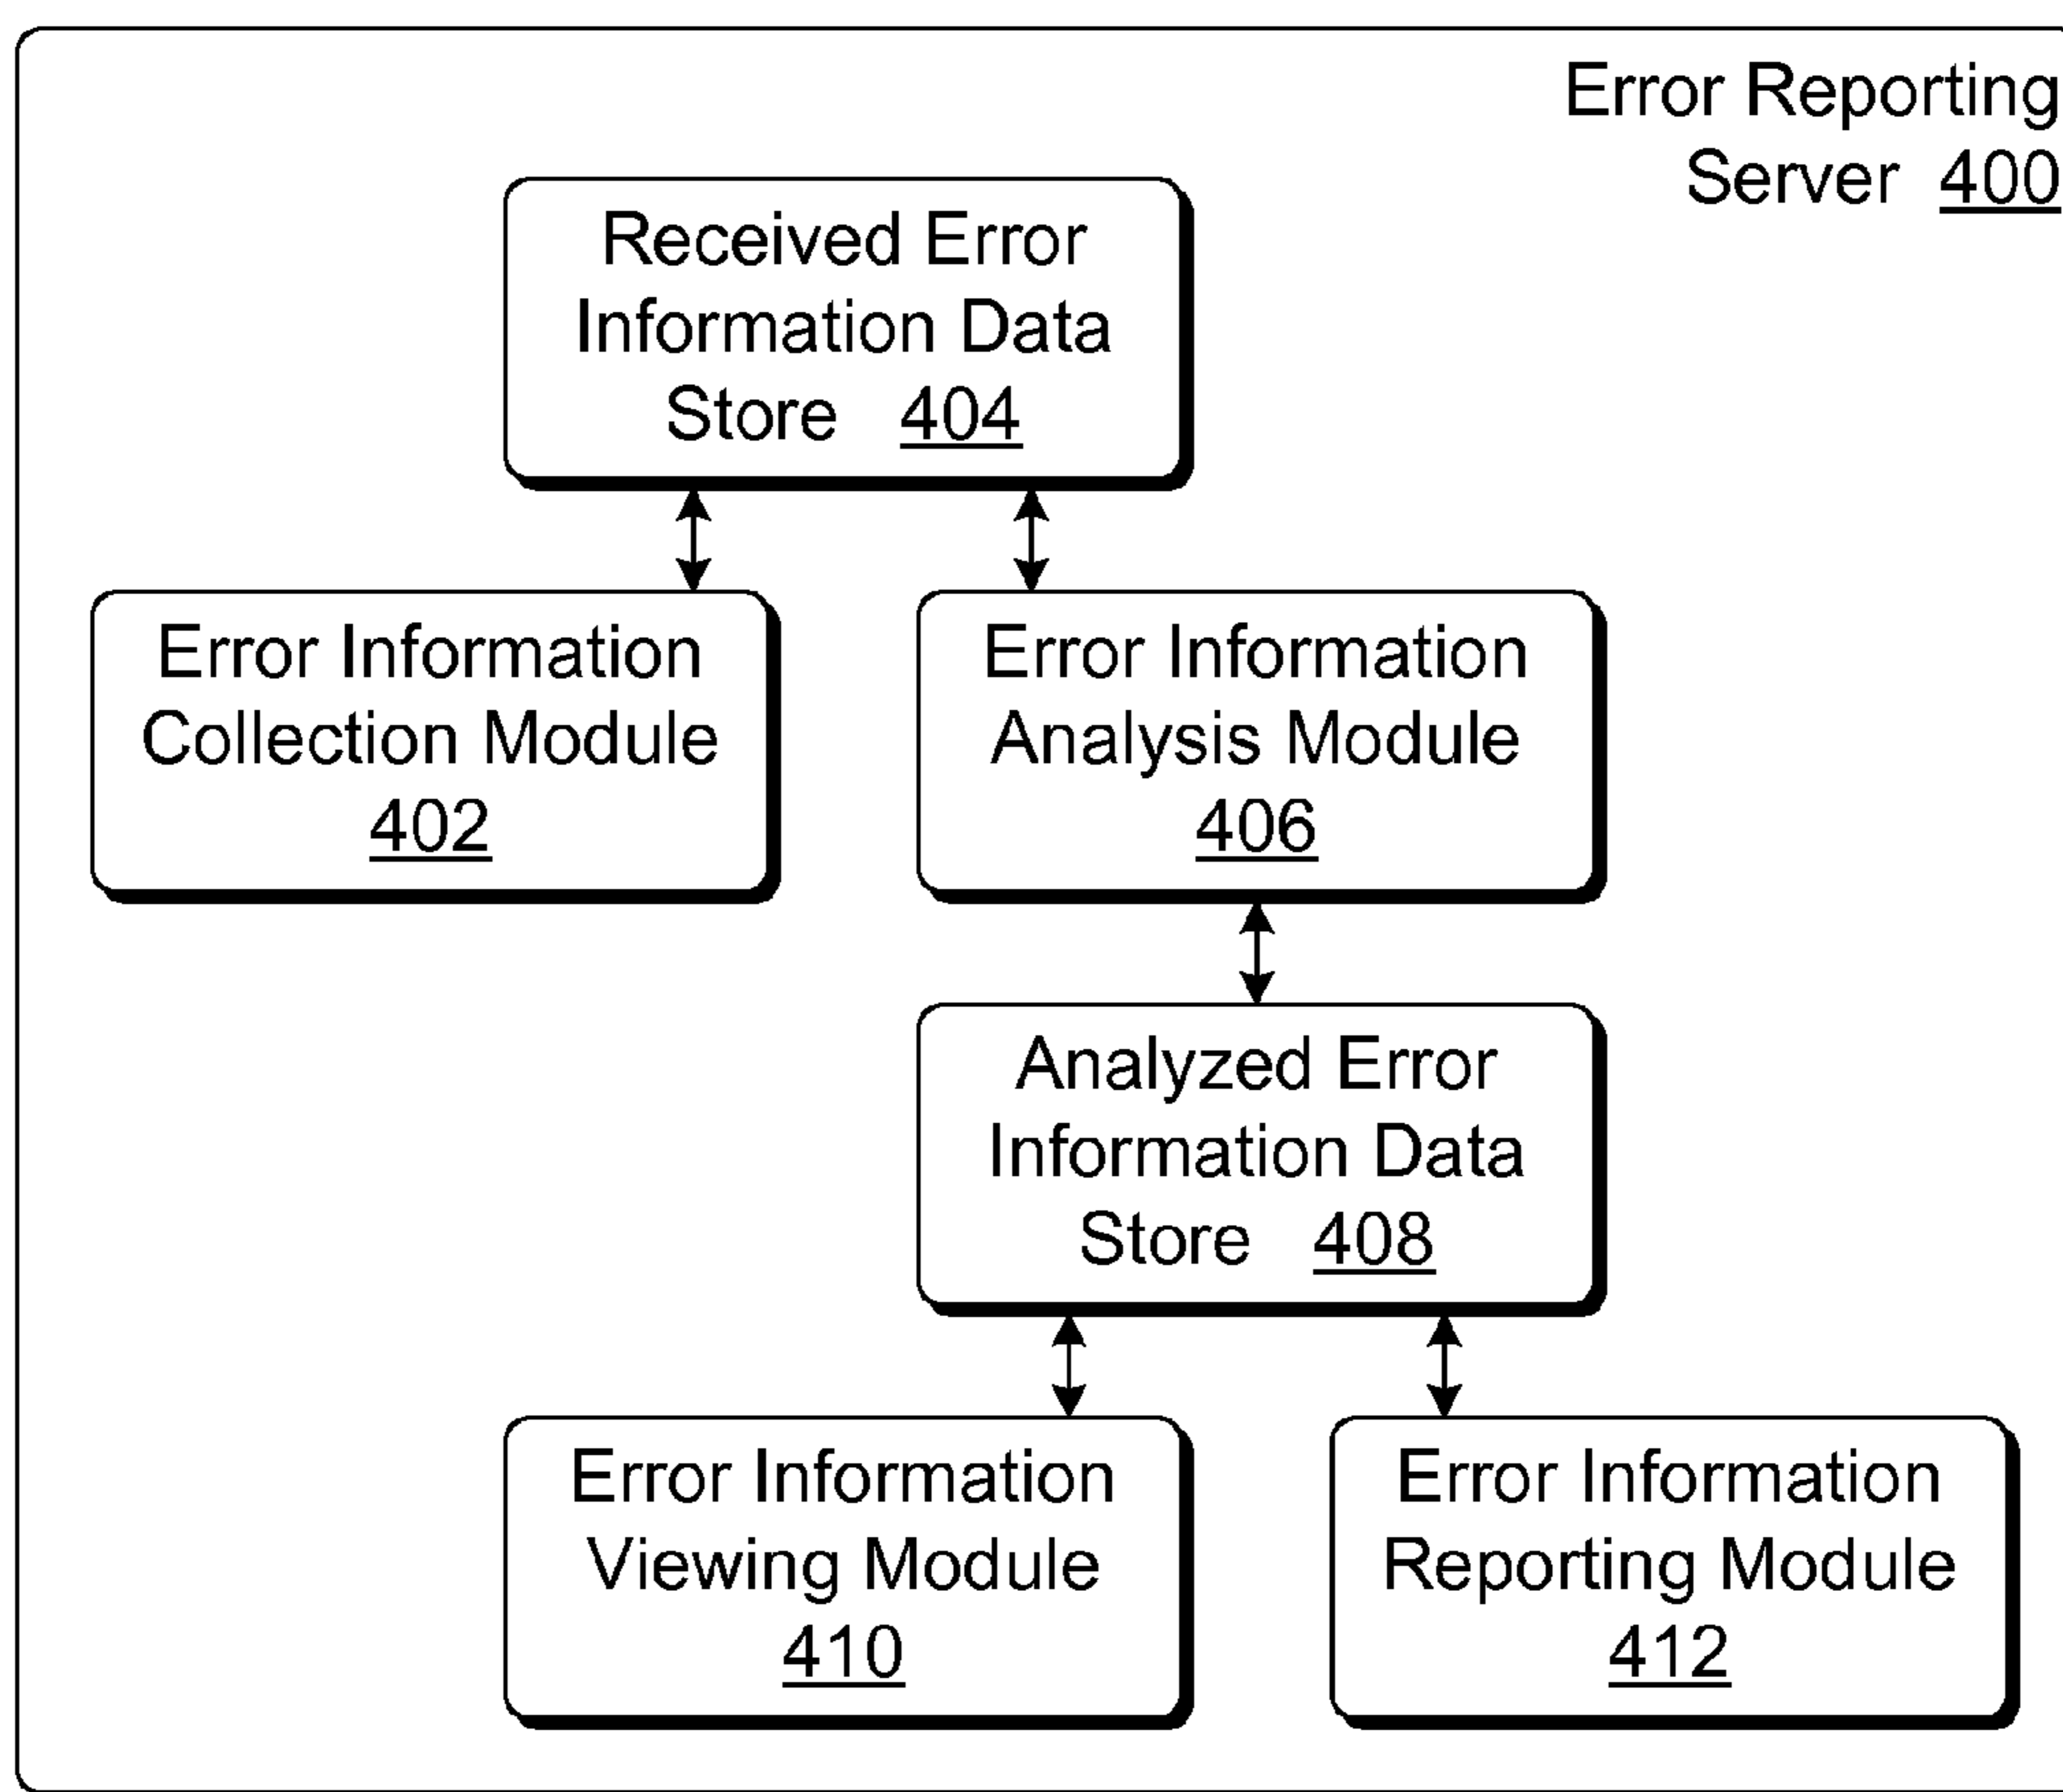 Error Reporting
Server 400
Received Error
Information Data
Store 404
Error Information
Collection Module
402
Error Information
Analysis Module
406
Analyzed Error
Information Data
Store 408
Error Information
Viewing Module
410
Error Information
Reporting Module
412